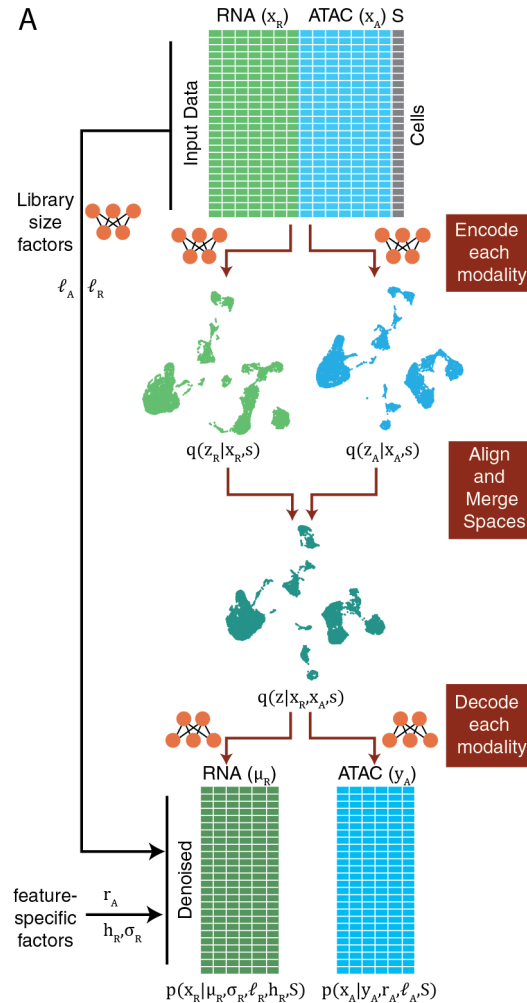 A
RNA (x_R) ATAC (x_A) S
Input Data
Cells
Library
size
factors
ℓ_A ℓ_R
Encode
each
modality
q(z_R|x_R,s) q(z_A|x_A,s)
Align
and
Merge
Spaces
q(z|x_R,x_A,s)
Decode
each
modality
RNA (μ_R) ATAC (y_A)
Denoised
feature-
specific
factors
r_A
h_R,σ_R
p(x_R|μ_R,σ_R,ℓ_R,h_R,S) p(x_A|y_A,r_A,ℓ_A,S)